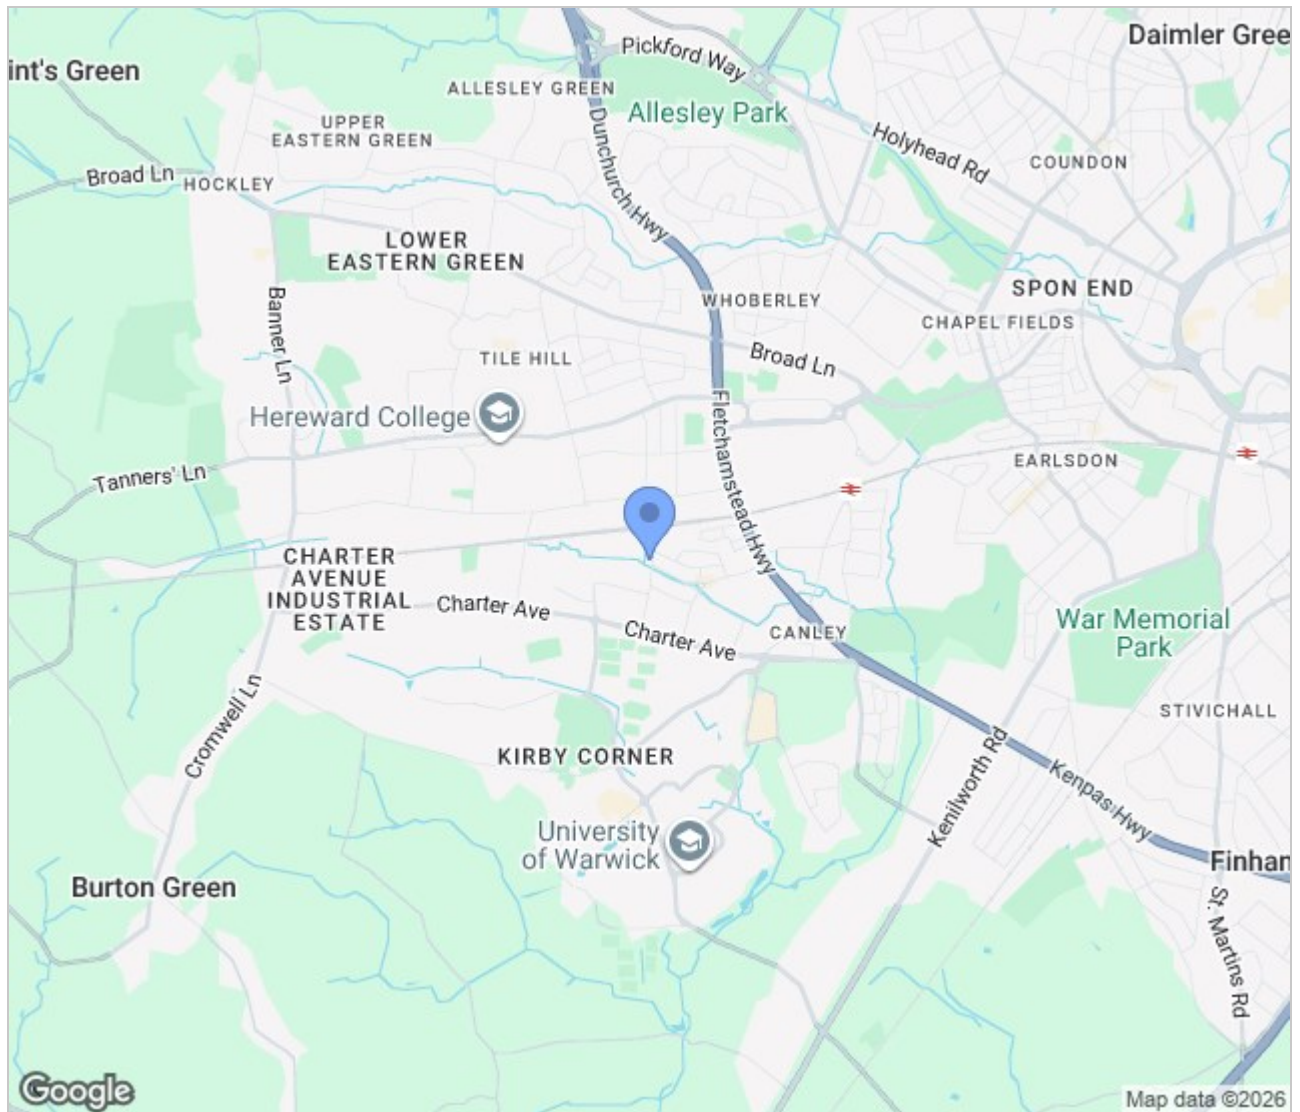 Daimler Gree
Pickford Way
int's Green
ALLESLEY GREEN
Allesley Park
UPPER
EASTERN GREEN
Dunchurch Hwy
Holyhead Rd
COUNDON
Broad Ln
HOCKLEY
LOWER
EASTERN GREEN
SPON END
WHOBERLEY
CHAPEL FIELDS
Banner Ln
TILE HILL
Broad Ln
Hereward College
Fletchamstead Hwy
EARLSDON
Tanners' Ln
CHARTER
AVENUE
INDUSTRIAL
ESTATE
Charter Ave
Charter Ave
CANLEY
War Memorial
Park
STIVICHALL
Cromwell Ln
KIRBY CORNER
Kenilworth Rd
Kenpas Hwy
University
of Warwick
Finhan
Burton Green
St. Martins Rd
Google
Map data ©2026